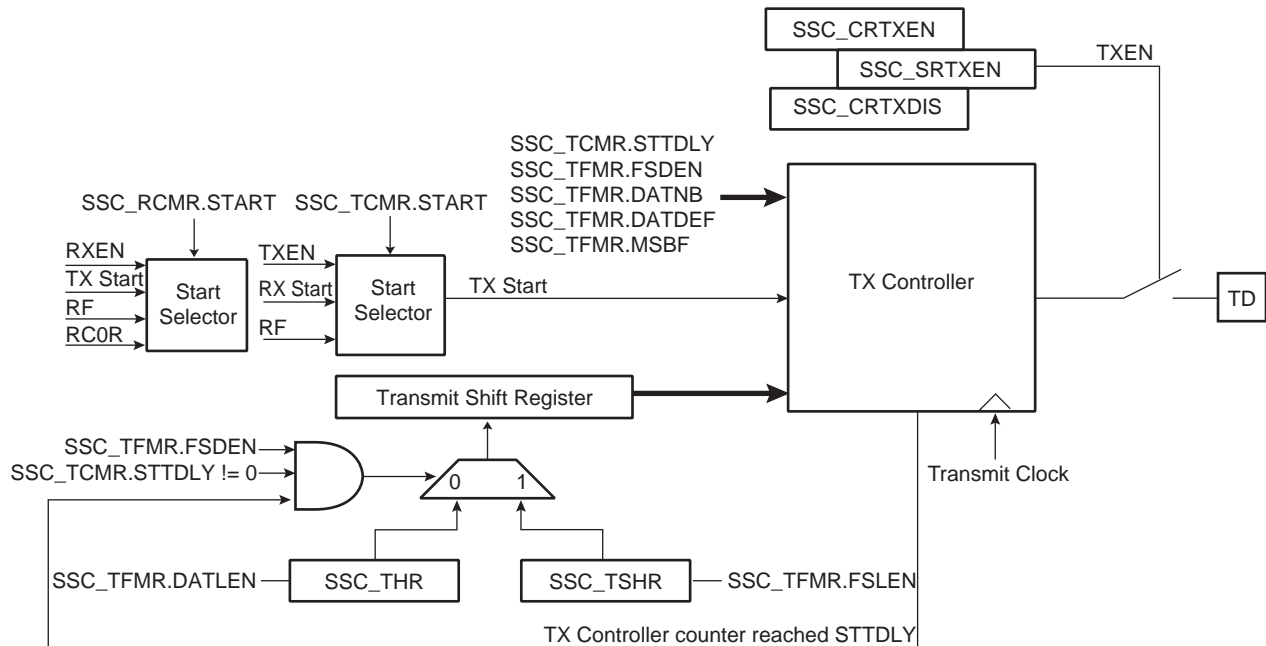 SSC_CRTXEN
SSC_SRTXEN
SSC_CRTXDIS
TXEN
SSC_TCMR.STTDLY
SSC_TFMR.FSDEN
SSC_TFMR.DATNB
SSC_TFMR.DATDEF
SSC_TFMR.MSBF
SSC_RCMR.START
SSC_TCMR.START
RXEN
TX Start
RF
RC0R
Start
Selector
TXEN
RX Start
RF
Start
Selector
TX Start
TX Controller
TD
Transmit Shift Register
SSC_TFMR.FSDEN
SSC_TCMR.STTDLY != 0
0
1
Transmit Clock
SSC_TFMR.DATLEN
SSC_THR
SSC_TSHR
SSC_TFMR.FSLEN
TX Controller counter reached STTDLY